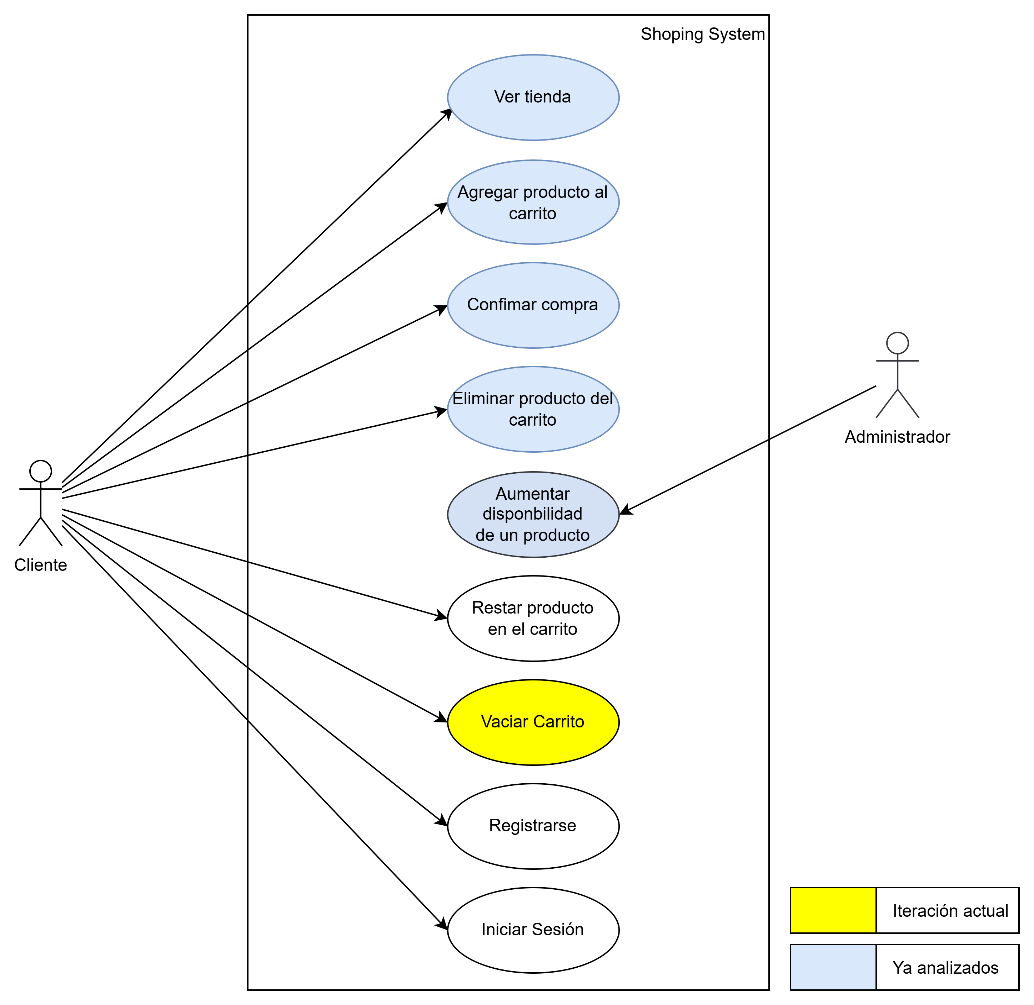 Shoping System
Ver tienda
Agregar producto al
carrito
Confimar compra
Eliminar producto del
carrito
Administrador
Aumentar
disponbilidad
de un producto
Cliente
Restar producto
en el carrito
Vaciar Carrito
Registrarse
Iniciar Sesión
Iteración actual
Ya analizados